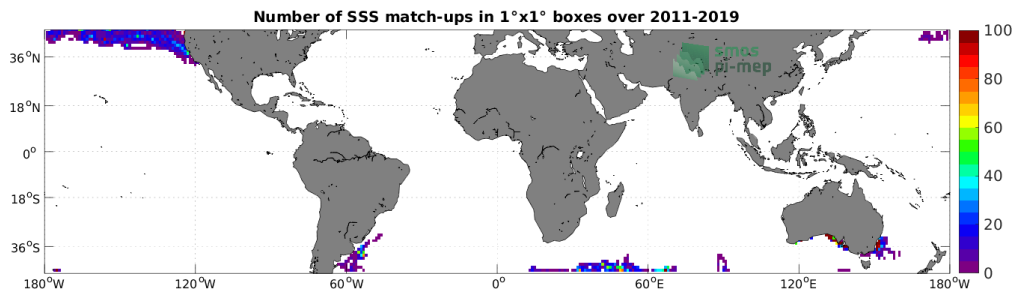 Number of SSS match-ups in 1°x1° boxes over 2011-2019
100
80
60
40
20
0
36°N
18°N
0°
18°S
36°S
180°W
120°W
60°W
0°
60°E
120°E
180°W
smos
pi-mep